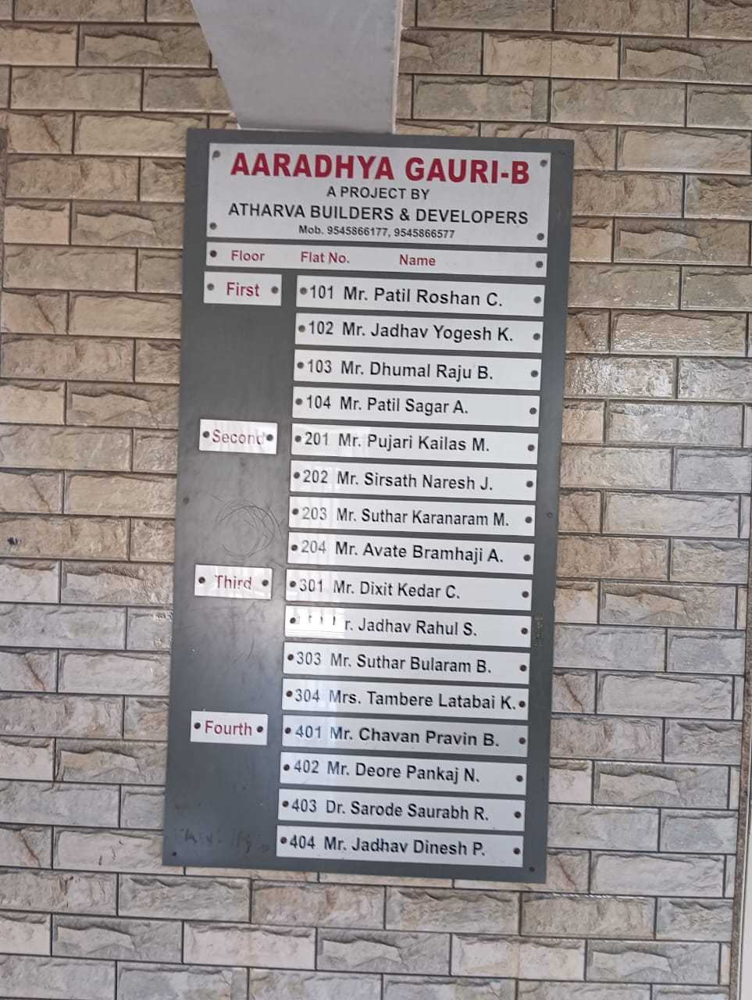 AARADHYA GAURI-B
A PROJECT BY
ATHARVA BUILDERS & DEVELOPERS
Mob. 9545866177, 9545866577
Floor Flat No. Name
First 101 Mr. Patil Roshan C.
102 Mr. Jadhav Yogesh K.
103 Mr. Dhumal Raju B.
104 Mr. Patil Sagar A.
Second 201 Mr. Pujari Kailas M.
202 Mr. Sirsath Naresh J.
203 Mr. Suthar Karanaram M.
204 Mr. Avate Bramhaji A.
Third 301 Mr. Dixit Kedar C.
Jadhav Rahul S.
303 Mr. Suthar Bularam B.
304 Mrs. Tambere Latabai K.
Fourth 401 Mr. Chavan Pravin B.
402 Mr. Deore Pankaj N.
403 Dr. Sarode Saurabh R.
404 Mr. Jadhav Dinesh P.